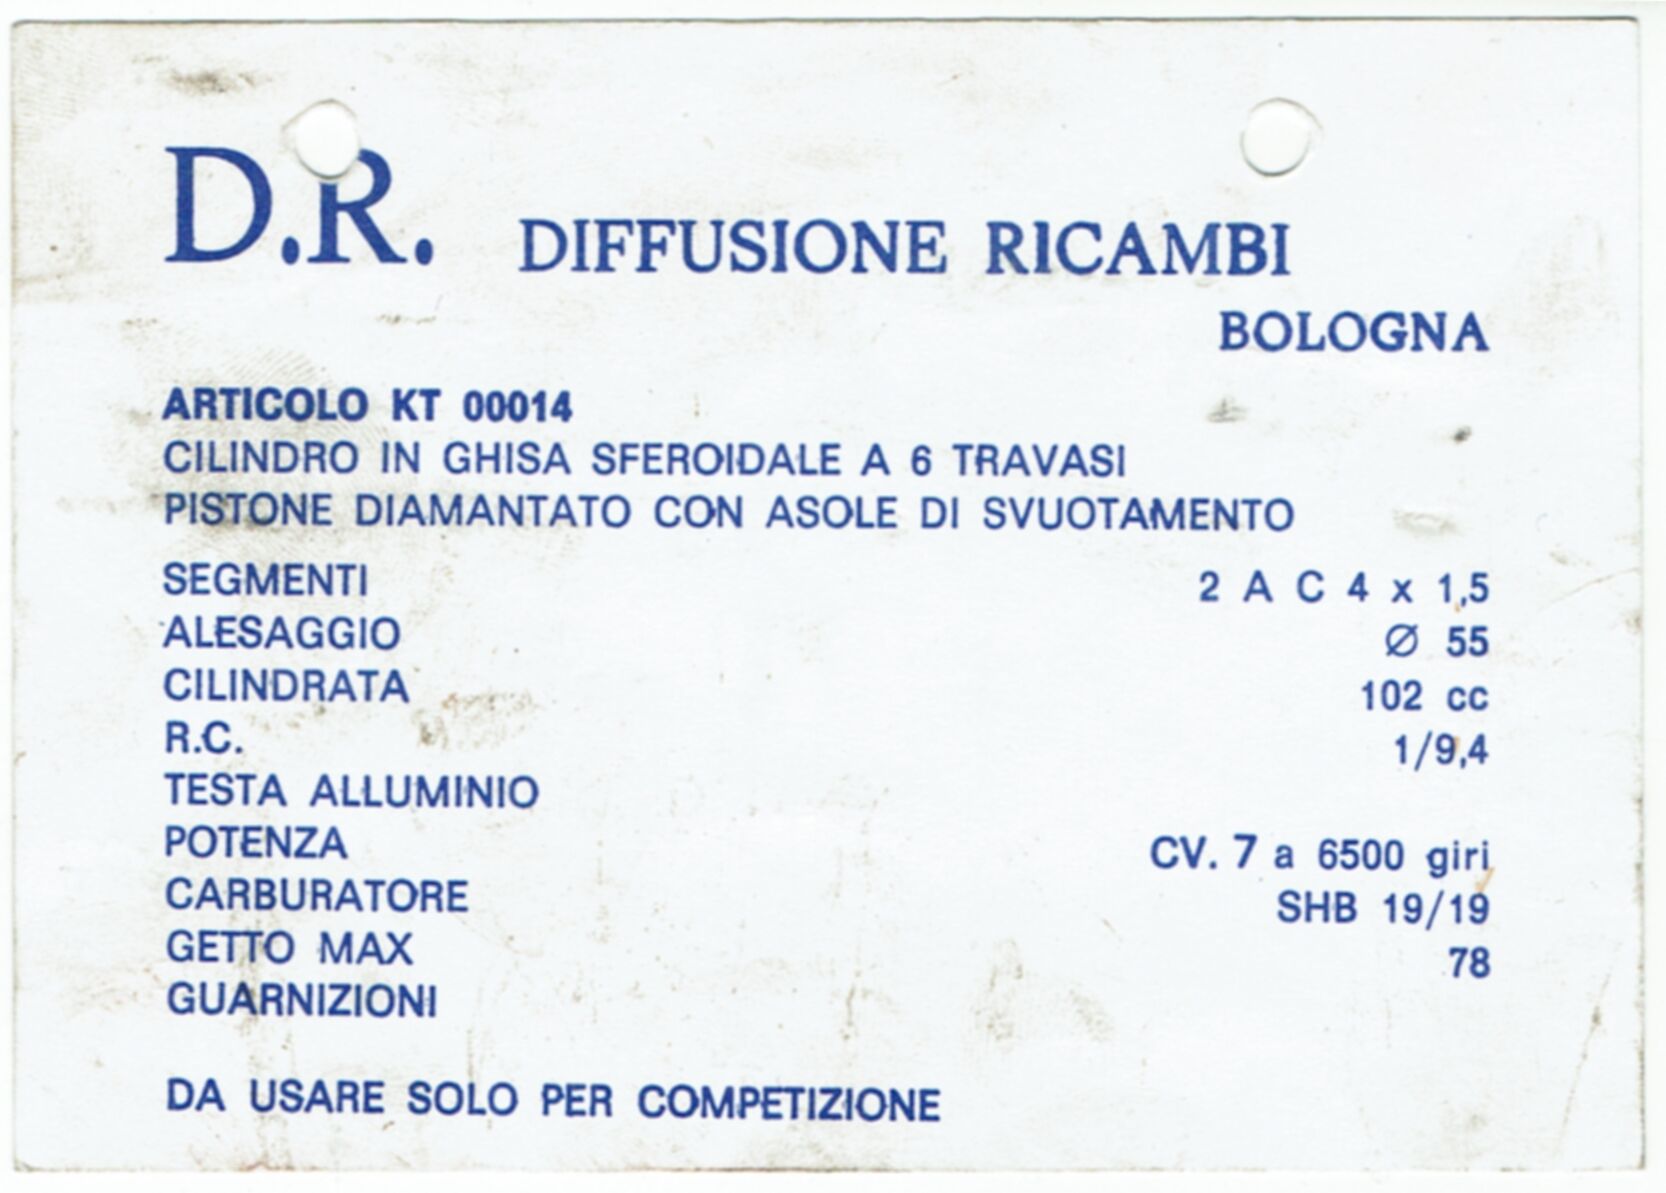 D.R. DIFFUSIONE RICAMBI
BOLOGNA
ARTICOLO KT 00014
CILINDRO IN GHISA SFEROIDALE A 6 TRAVASI
PISTONE DIAMANTATO CON ASOLE DI SVUOTAMENTO
SEGMENTI 2 A C 4 x 1,5
ALESAGGIO Ø 55
CILINDRATA 102 cc
R.C. 1/9,4
TESTA ALLUMINIO
POTENZA CV. 7 a 6500 giri
CARBURATORE SHB 19/19
GETTO MAX 78
GUARNIZIONI
DA USARE SOLO PER COMPETIZIONE